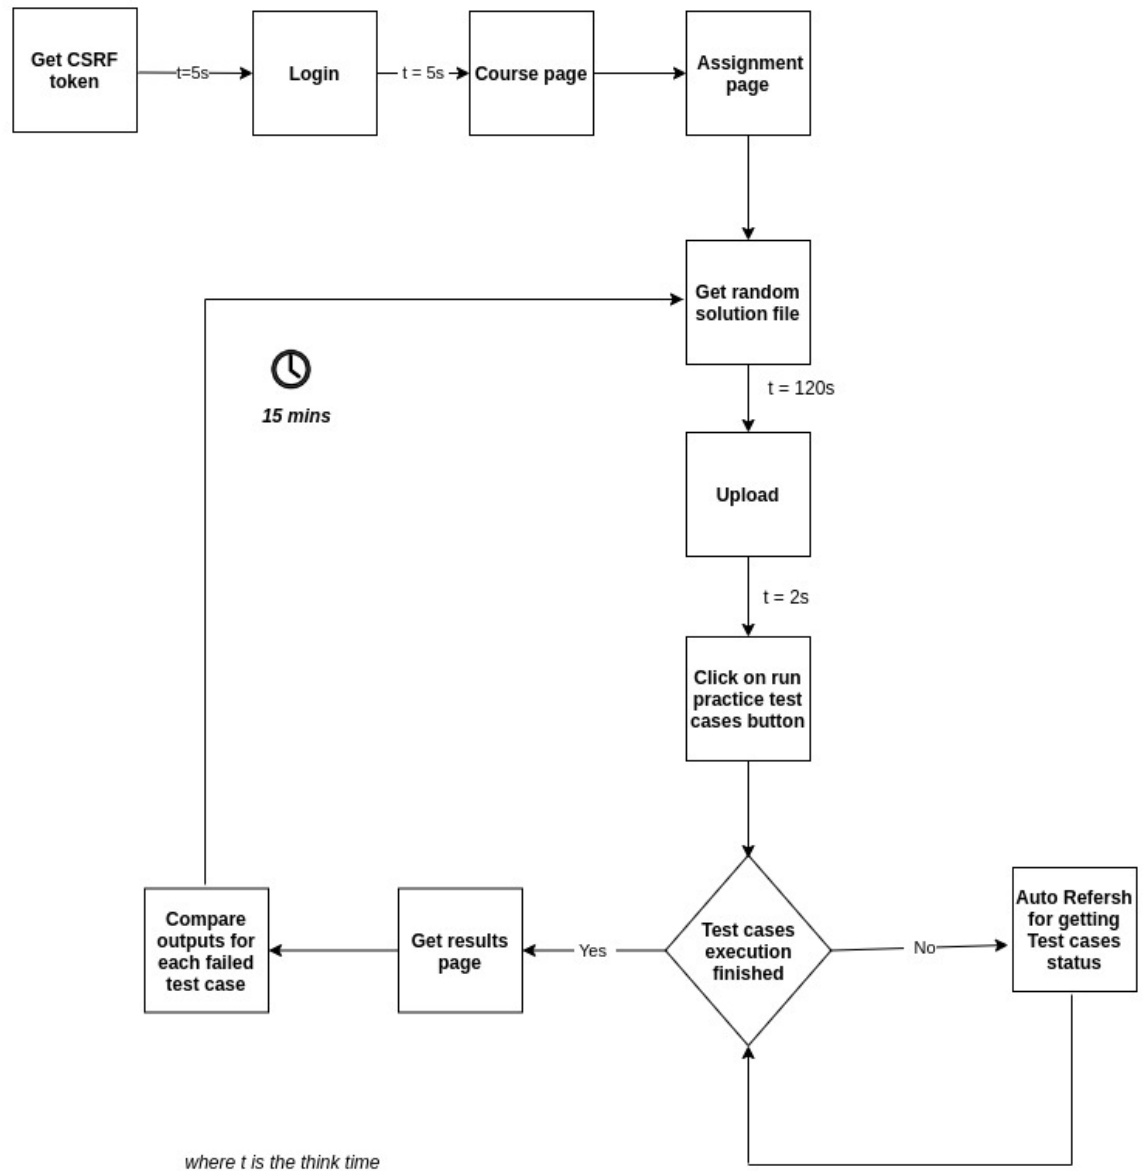 Get CSRF
token
t=5s
Login
t = 5s
Course page
Assignment
page
Get random
solution file
15 mins
t = 120s
Upload
t = 2s
Click on run
practice test
cases button
Test cases
execution
finished
No
Auto Refersh
for getting
Test cases
status
Yes
Get results
page
Compare
outputs for
each failed
test case
where t is the think time